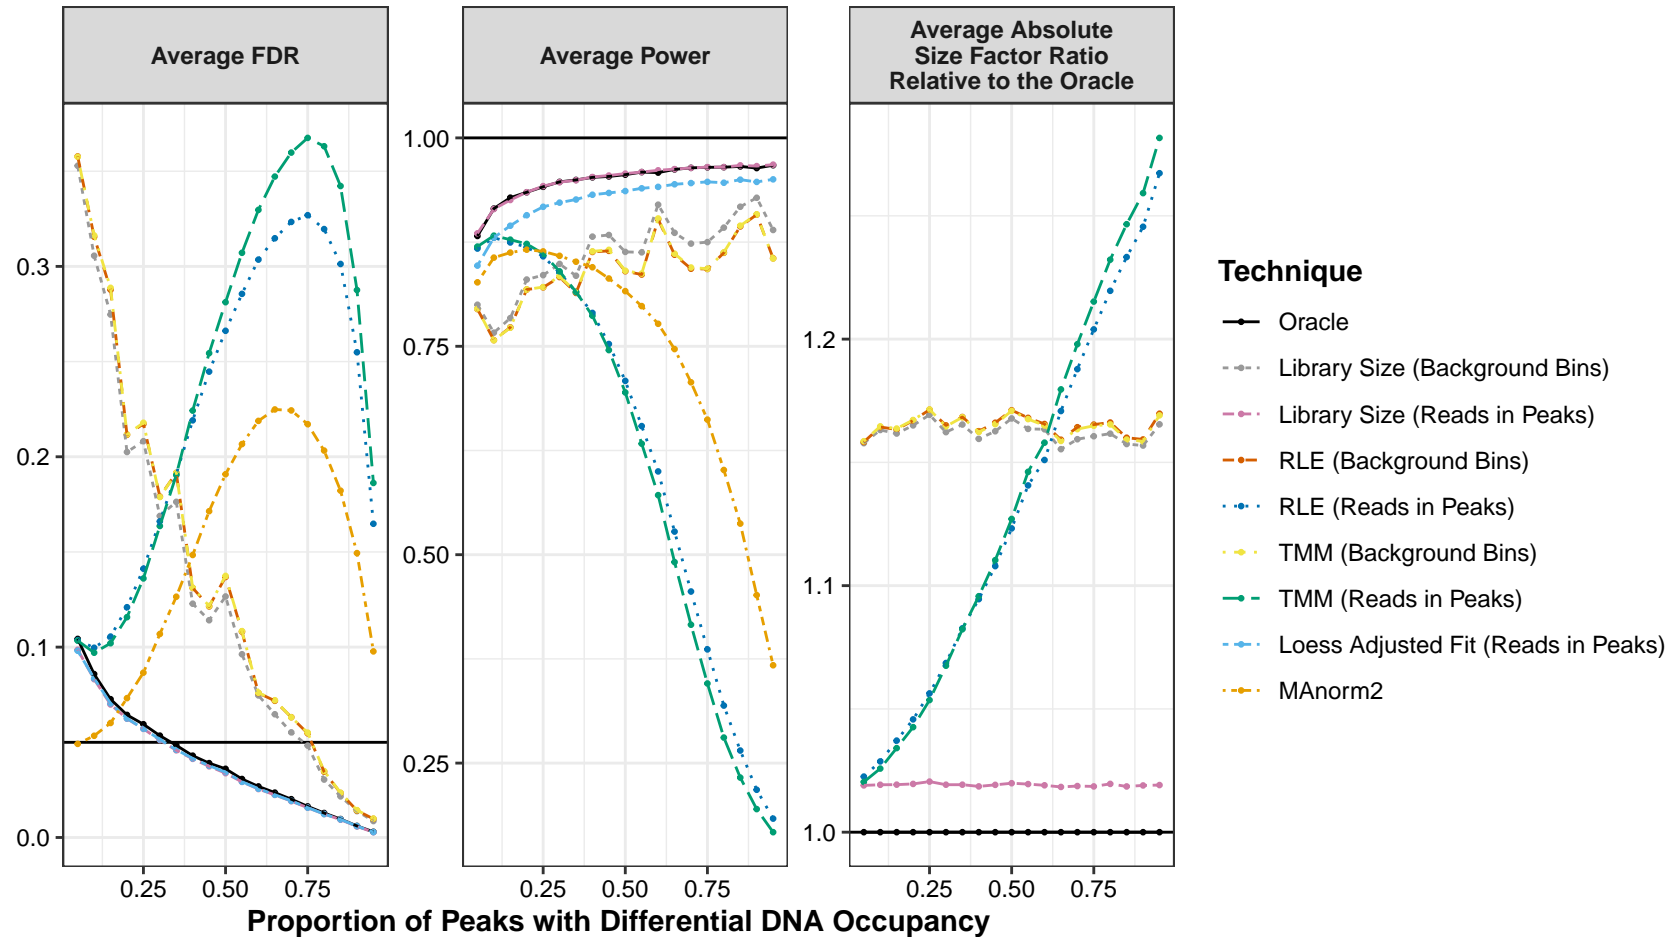 Average FDR
Average Power
Average Absolute
Size Factor Ratio
Relative to the Oracle
0.3
0.2
0.1
0.0
1.00
0.75
0.50
0.25
1.2
1.1
1.0
0.25 0.50 0.75
0.25 0.50 0.75
0.25 0.50 0.75
Proportion of Peaks with Differential DNA Occupancy
Technique
Oracle
Library Size (Background Bins)
Library Size (Reads in Peaks)
RLE (Background Bins)
RLE (Reads in Peaks)
TMM (Background Bins)
TMM (Reads in Peaks)
Loess Adjusted Fit (Reads in Peaks)
MAnorm2